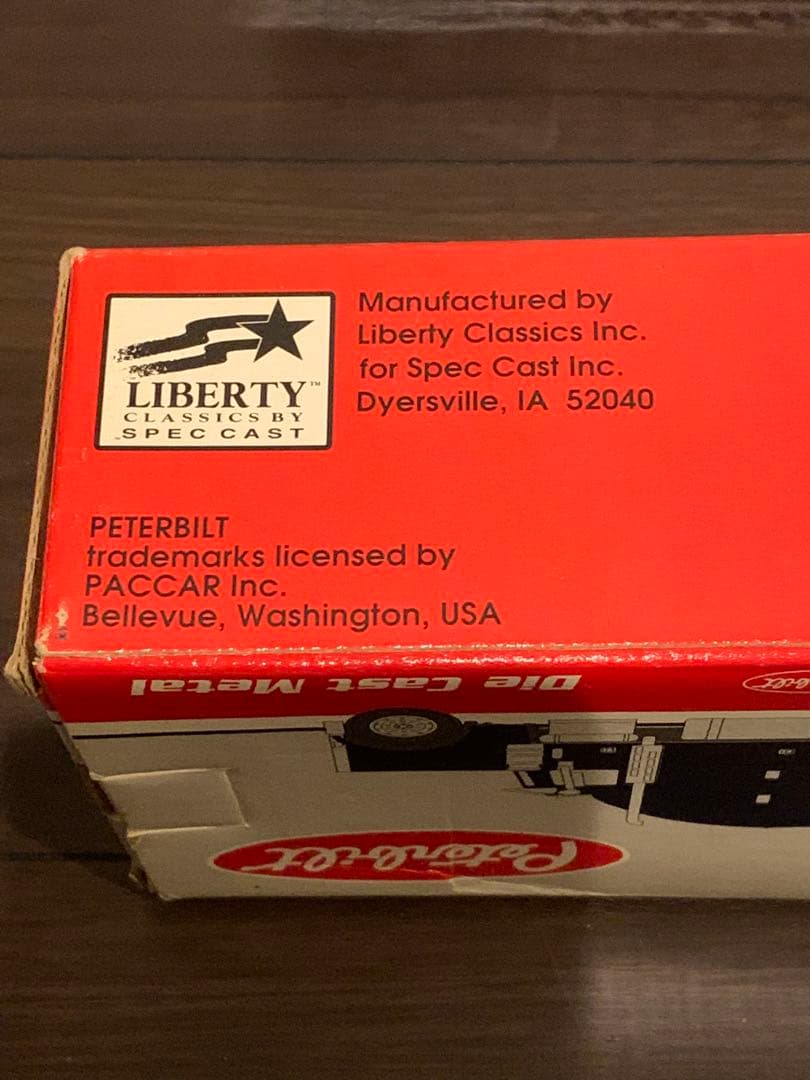 LIBERTY™
CLASSICS BY
SPEC CAST
Manufactured by
Liberty Classics Inc.
for Spec Cast Inc.
Dyersville, IA 52040
PETERBILT
trademarks licensed by
PACCAR Inc.
Bellevue, Washington, USA
Die Cast Metal
Peterbilt